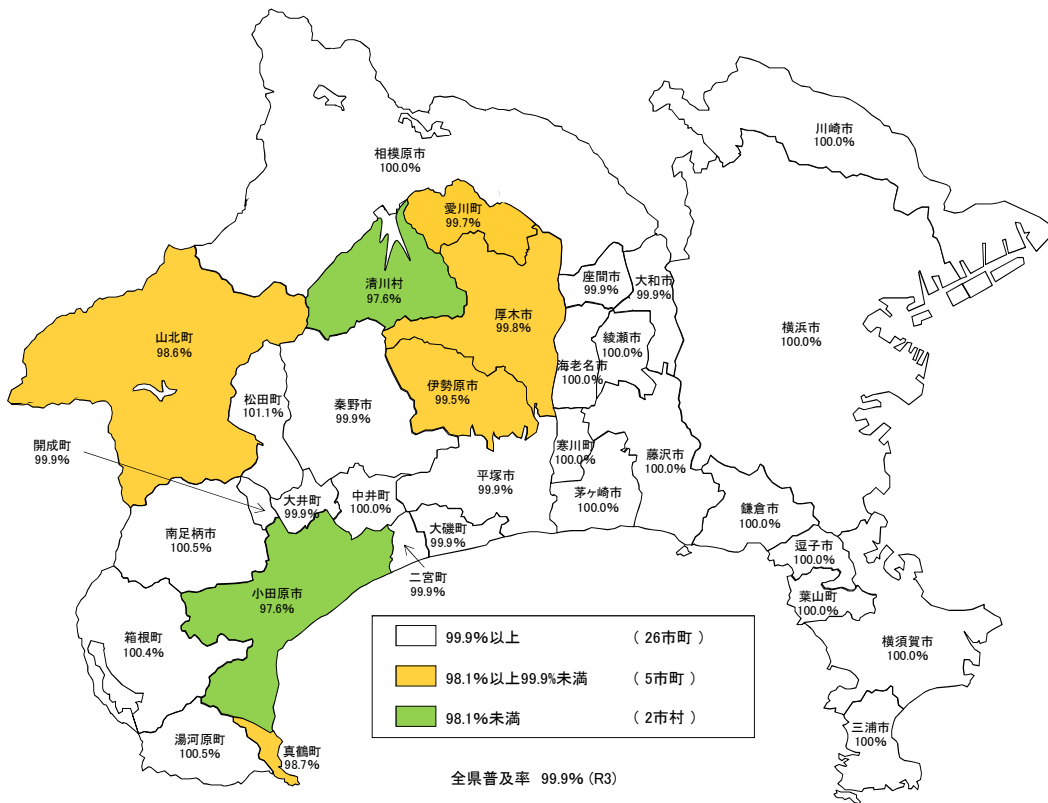 川崎市
100.0%
相模原市
100.0%
愛川町
99.7%
清川村
97.6%
座間市
99.9%
大和市
99.9%
厚木市
99.8%
綾瀬市
100.0%
横浜市
100.0%
山北町
98.6%
海老名市
100.0%
伊勢原市
99.5%
松田町
101.1%
秦野市
99.9%
開成町
99.9%
寒川町
100.0%
藤沢市
100.0%
平塚市
99.9%
大井町
99.9%
中井町
100.0%
茅ヶ崎市
100.0%
鎌倉市
100.0%
南足柄市
100.5%
大磯町
99.9%
逗子市
100.0%
二宮町
99.9%
小田原市
97.6%
葉山町
100.0%
箱根町
100.4%
横須賀市
100.0%
99.9%以上 ( 26市町 )
98.1%以上99.9%未満 ( 5市町 )
98.1%未満 ( 2市村 )
三浦市
100%
湯河原町
100.5%
真鶴町
98.7%
全県普及率 99.9% (R3)